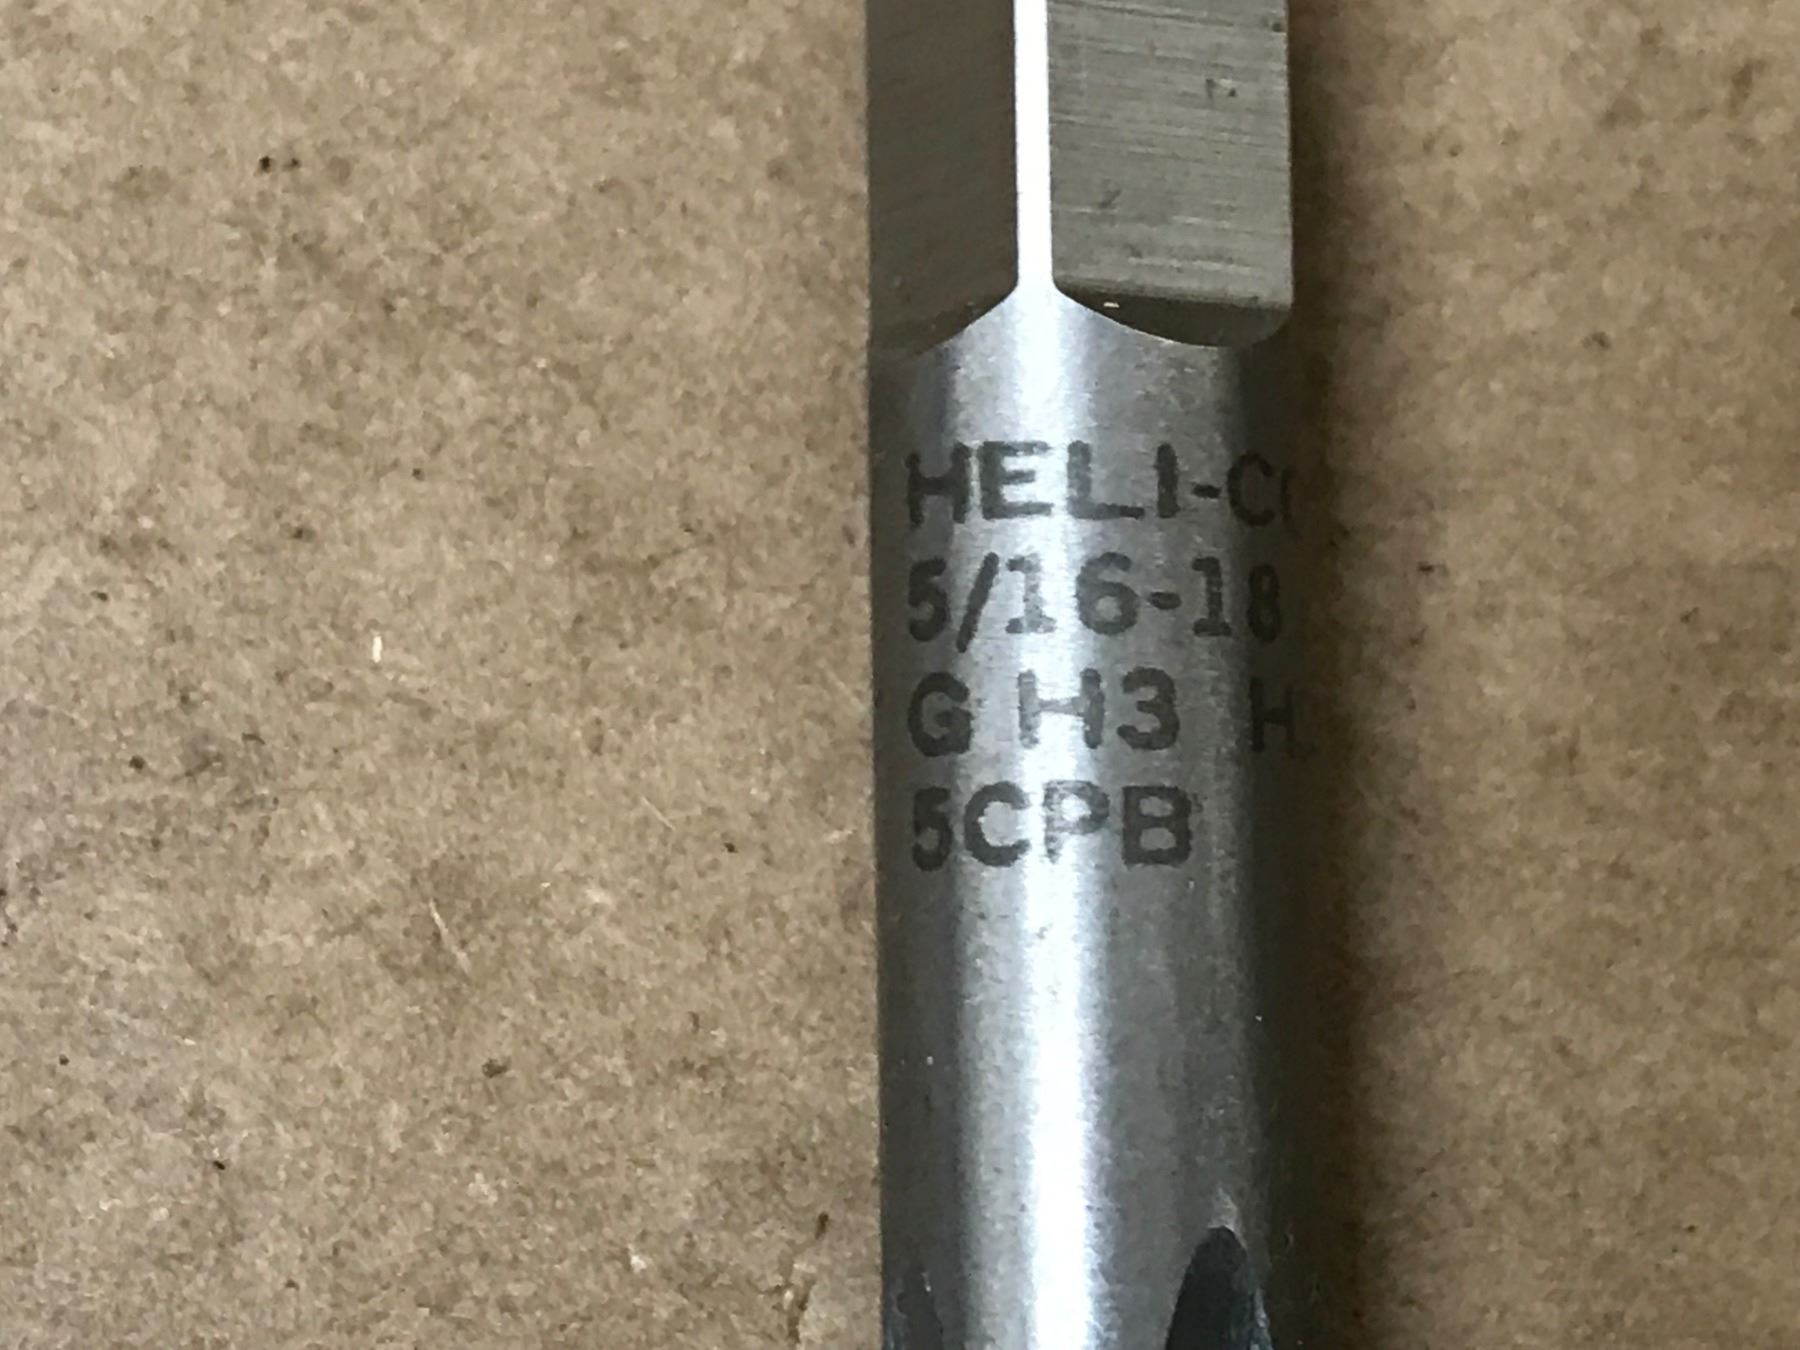 HELI-C
5/16-18
G H3 H
5CPB